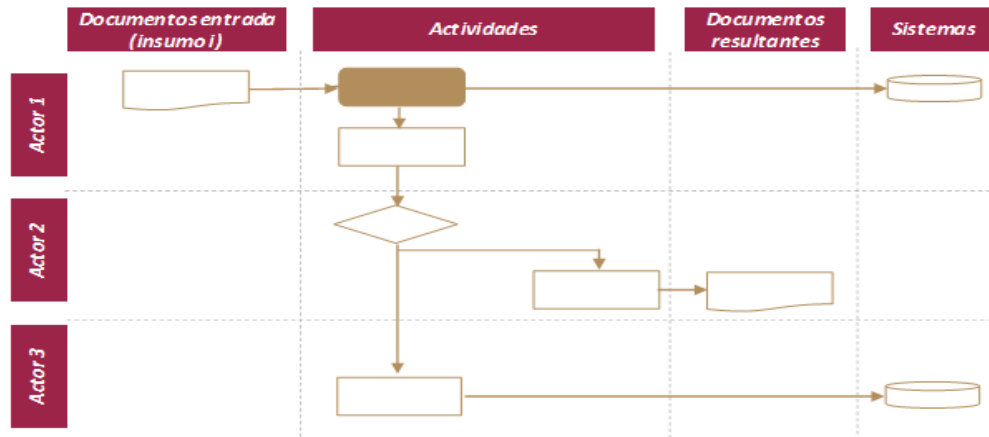 Documentos entrada
(insumo i)
Actividades
Documentos
resultantes
Sistemas
Actor 1
Actor 2
Actor 3